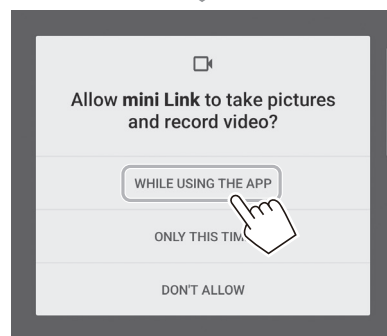 Allow mini Link to take pictures
and record video?
WHILE USING THE APP
ONLY THIS TIM
DON'T ALLOW